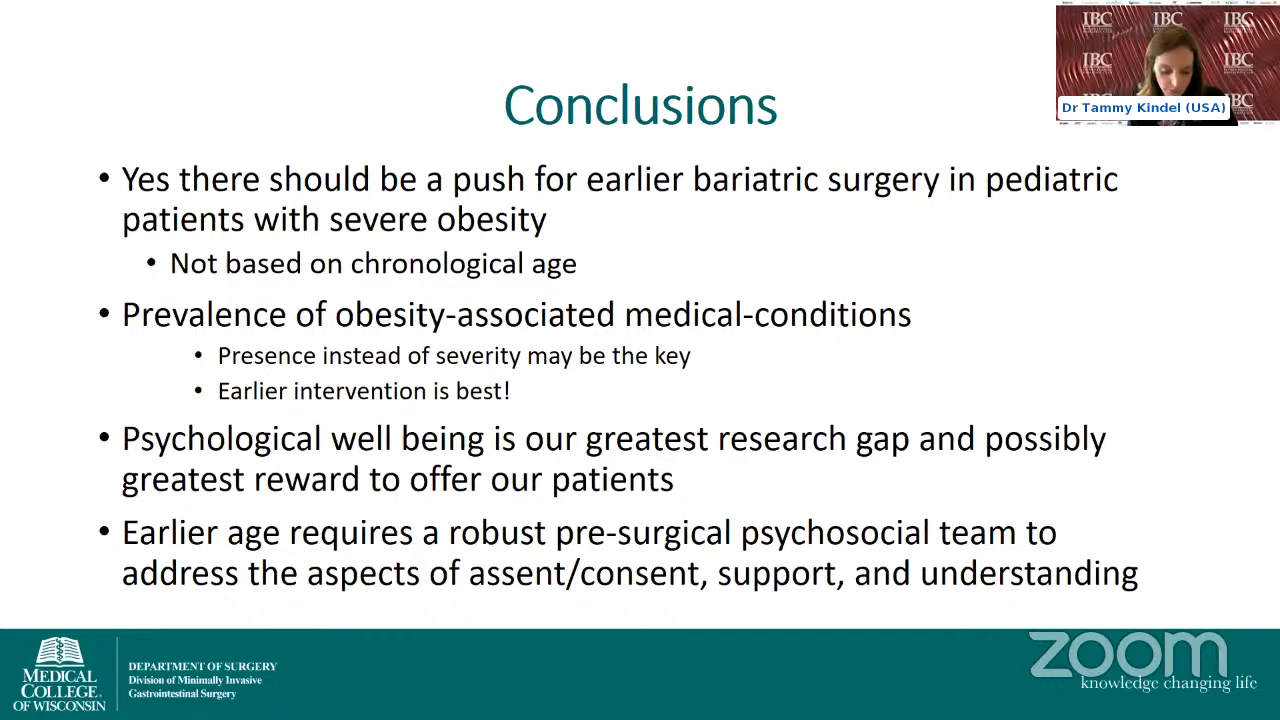 IBC IBC IBC
IBC IBC
IBC
Dr Tammy Kindel (USA)
Conclusions
• Yes there should be a push for earlier bariatric surgery in pediatric
patients with severe obesity
• Not based on chronological age
• Prevalence of obesity-associated medical-conditions
• Presence instead of severity may be the key
• Earlier intervention is best!
• Psychological well being is our greatest research gap and possibly
greatest reward to offer our patients
• Earlier age requires a robust pre-surgical psychosocial team to
address the aspects of assent/consent, support, and understanding
MEDICAL
COLLEGE
OF WISCONSIN
DEPARTMENT OF SURGERY
Division of Minimally Invasive
Gastrointestinal Surgery
zoom
knowledge changing life